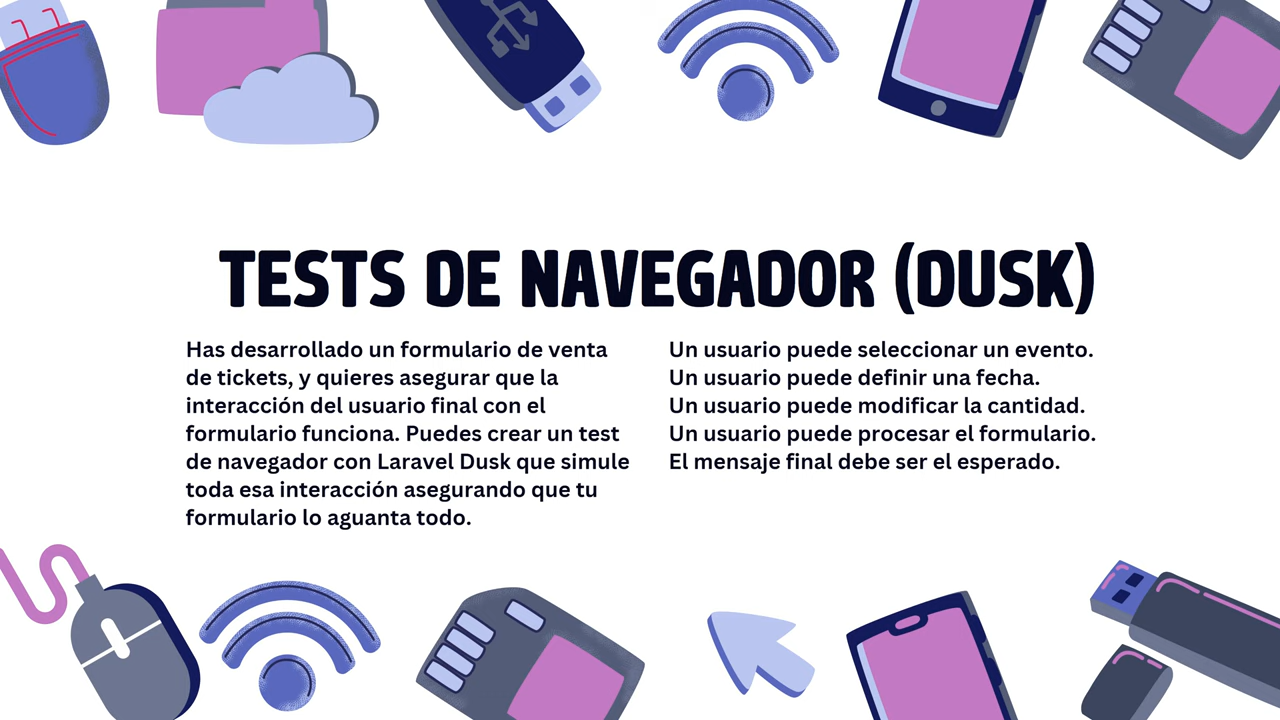 TESTS DE NAVEGADOR (DUSK)
Has desarrollado un formulario de venta
de tickets, y quieres asegurar que la
interacción del usuario final con el
formulario funciona. Puedes crear un test
de navegador con Laravel Dusk que simule
toda esa interacción asegurando que tu
formulario lo aguanta todo.
Un usuario puede seleccionar un evento.
Un usuario puede definir una fecha.
Un usuario puede modificar la cantidad.
Un usuario puede procesar el formulario.
El mensaje final debe ser el esperado.